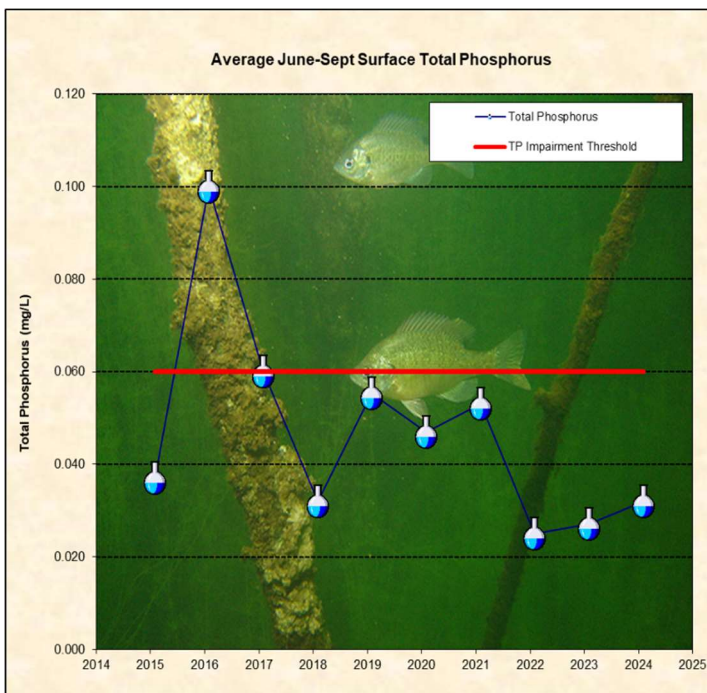 Average June-Sept Surface Total Phosphorus
Total Phosphorus
TP Impairment Threshold
Total Phosphorus (mg/L)
0.120
0.100
0.080
0.060
0.040
0.020
0.000
2014 2015 2016 2017 2018 2019 2020 2021 2022 2023 2024 2025